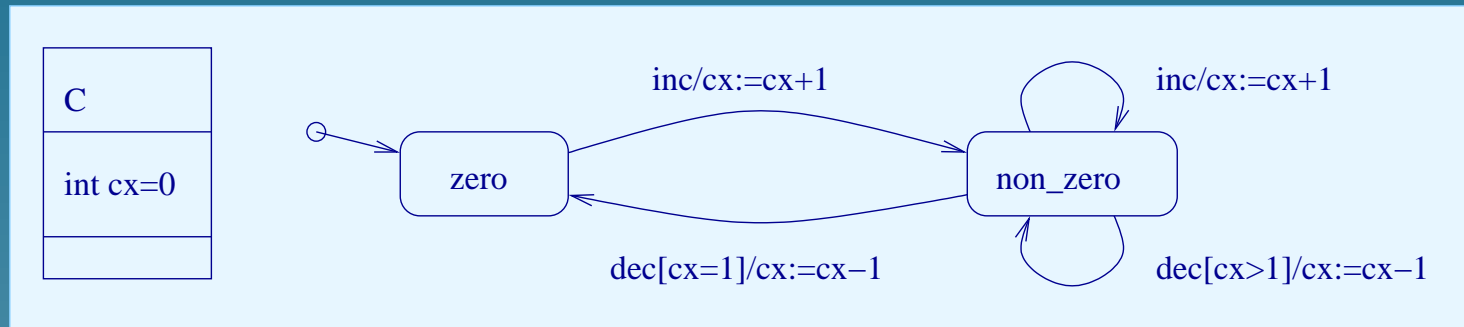 C
int cx=0
zero
inc/cx:=cx+1
dec[cx=1]/cx:=cx−1
non_zero
inc/cx:=cx+1
dec[cx>1]/cx:=cx−1